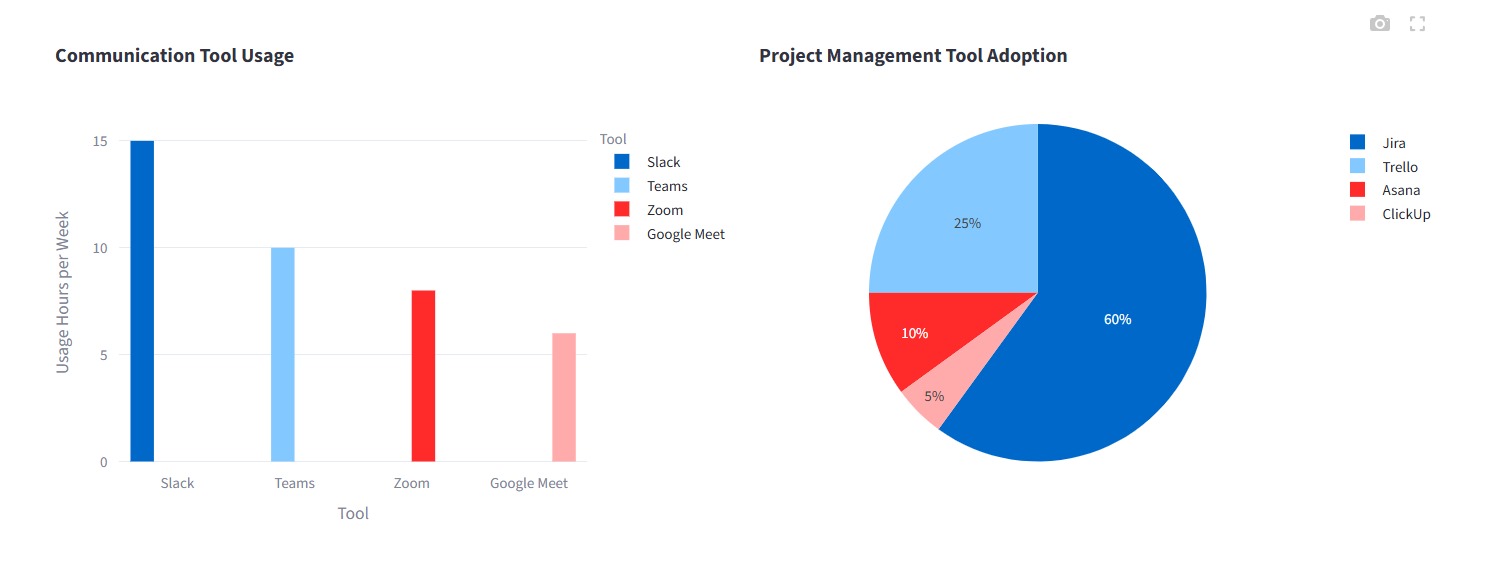 Communication Tool Usage
Project Management Tool Adoption
15
10
5
0
Usage Hours per Week
Slack
Teams
Zoom
Google Meet
Tool
Tool
Slack
Teams
Zoom
Google Meet
25%
10%
5%
60%
Jira
Trello
Asana
ClickUp